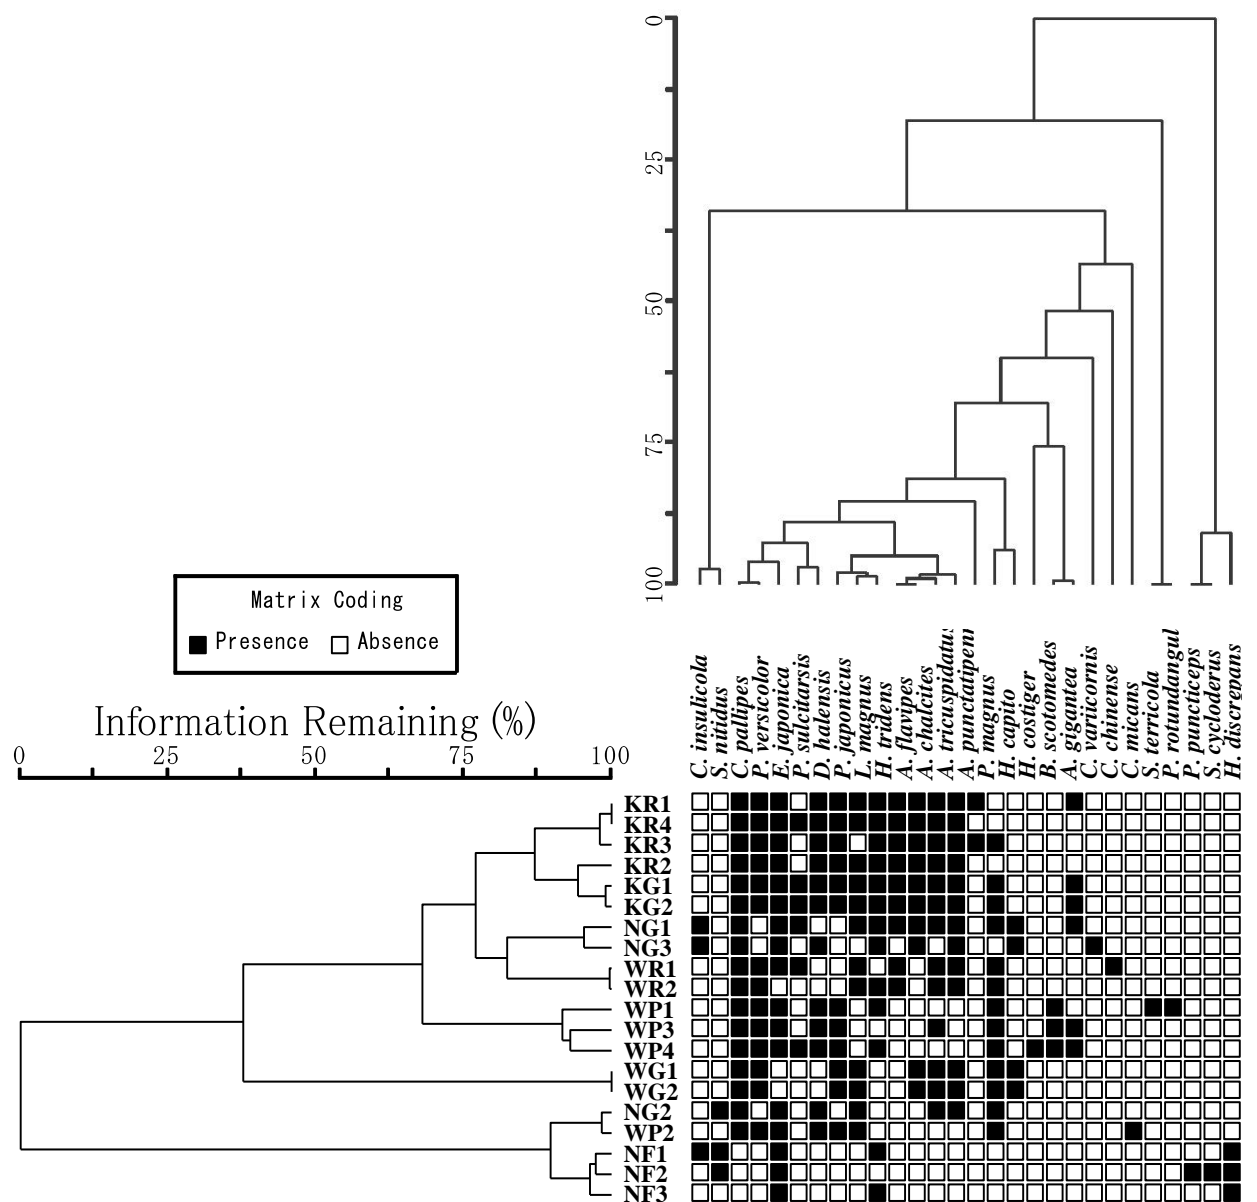 0
25
50
75
100
Matrix Coding
Presence Absence
Information Remaining (%)
0 25 50 75 100
C. insulicola
S. nitidus
C. pallipes
P. versicolor
E. japonica
P. sulcitarsis
D. halensis
P. japonicus
L. magnus
H. tridens
A. flavipes
A. chalcites
A. tricuspidatus
A. punctatipenn
P. magnus
H. capito
H. costiger
B. scotomedes
A. gigantea
C. variicornis
C. chinense
C. micans
S. terricola
P. rotundangul
P. puncticeps
S. cycloderus
H. discrepans
KR1
KR4
KR3
KR2
KG1
KG2
NG1
NG3
WR1
WR2
WP1
WP3
WP4
WG1
WG2
NG2
WP2
NF1
NF2
NF3